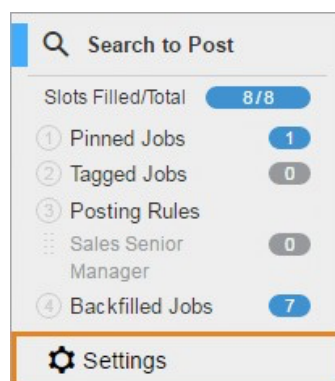 Search to Post
Slots Filled/Total 8/8
1 Pinned Jobs 1
2 Tagged Jobs 0
3 Posting Rules
Sales Senior 0
Manager
4 Backfilled Jobs 7
Settings